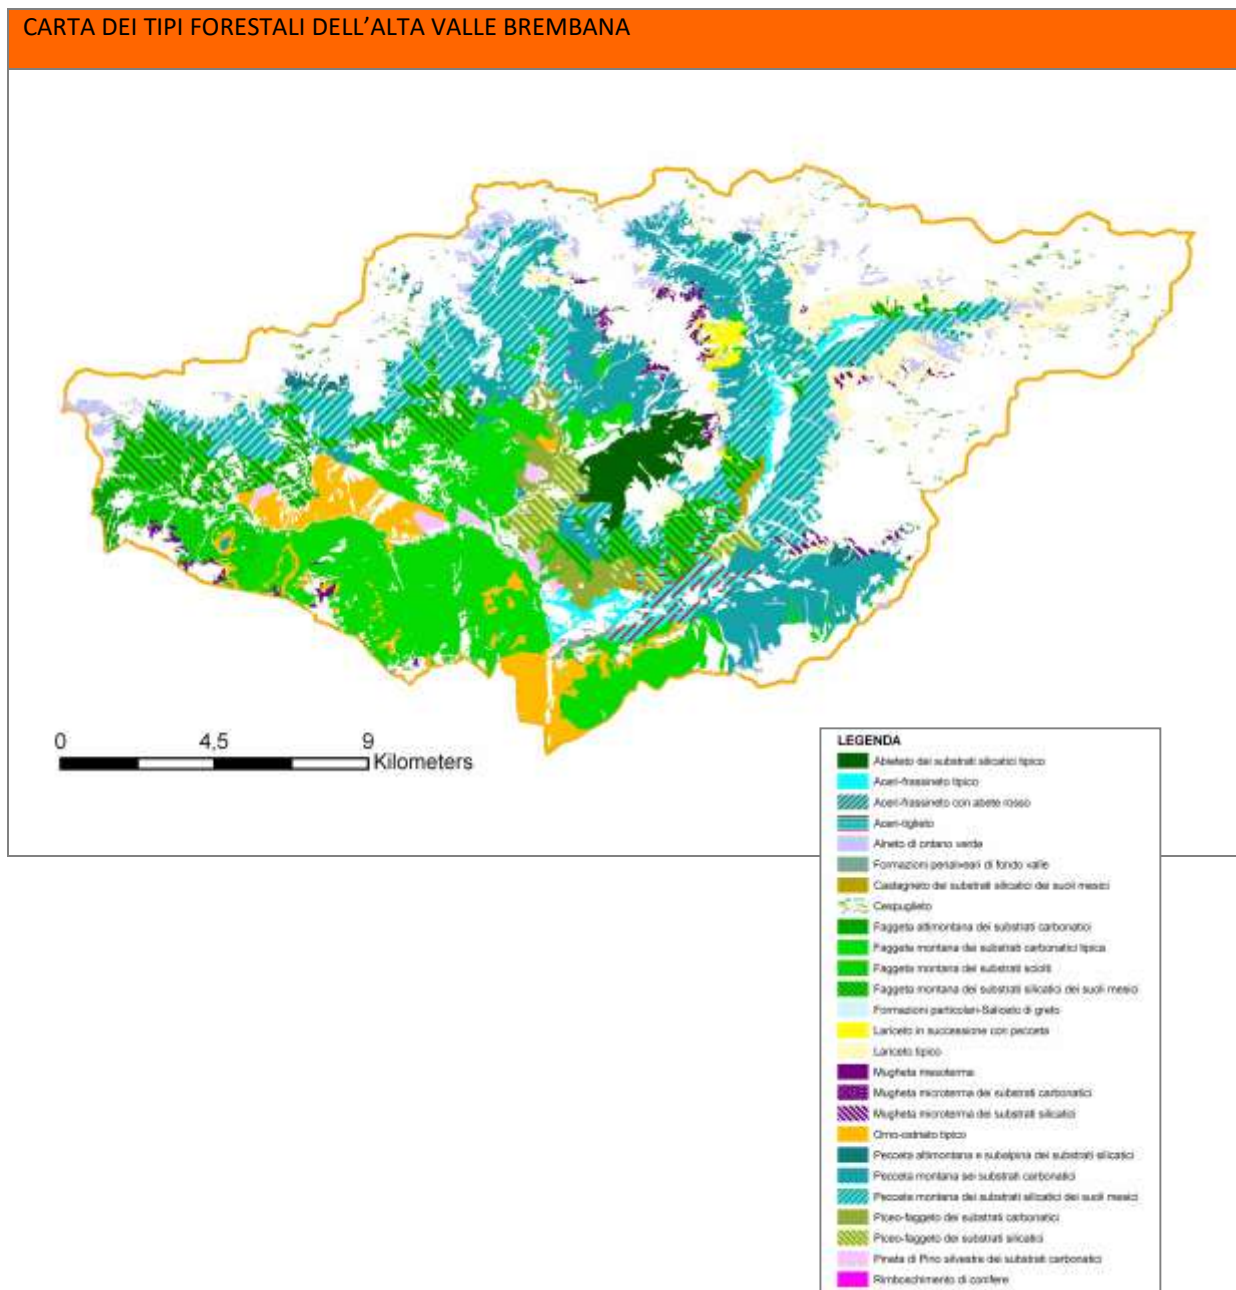 CARTA DEI TIPI FORESTALI DELL'ALTA VALLE BREMBANA
0 4,5 9
Kilometers
LEGENDA
Abieteto dei substrati silicatici tipico
Aceri-frassineto tipico
Aceri-frassineto con abete rosso
Aceri-tiglieto
Alneto di ontano verde
Formazioni perialveari di fondo valle
Castagneto dei substrati silicatici dei suoli mesici
Cespuglieto
Faggeta altimontana dei substrati carbonatici
Faggeta montana dei substrati carbonatici tipica
Faggeta montana dei substrati sciolti
Faggeta montana dei substrati silicatici dei suoli mesici
Formazioni particolari-Saliceto di greto
Lariceto in successione con pecceta
Lariceto tipico
Mugheta mesoterma
Mugheta microterma dei substrati carbonatici
Mugheta microterma dei substrati silicatici
Orno-ostrieto tipico
Pecceta altimontana e subalpina dei substrati silicatici
Pecceta montana sei substrati carbonatici
Pecceta montana dei substrati silicatici dei suoli mesici
Piceo-faggeto dei substrati carbonatici
Piceo-faggeto dei substrati silicatici
Pineta di Pino silvestre dei substrati carbonatici
Rimboschimento di conifere